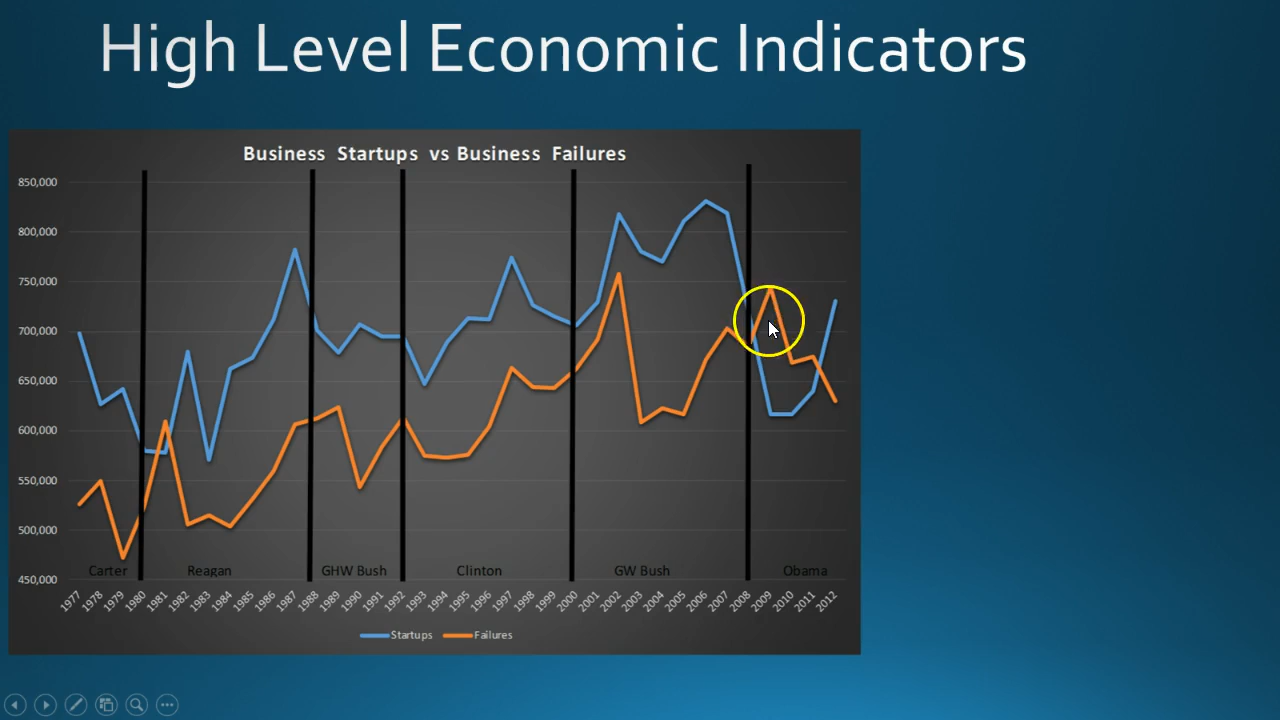 High Level Economic Indicators
Business Startups vs Business Failures
850,000
800,000
750,000
700,000
650,000
600,000
550,000
500,000
450,000
Carter Reagan GHW Bush Clinton GW Bush Obama
1977 1978 1979 1980 1981 1982 1983 1984 1985 1986 1987 1988 1989 1990 1991 1992 1993 1994 1995 1996 1997 1998 1999 2000 2001 2002 2003 2004 2005 2006 2007 2008 2009 2010 2011 2012
Startups Failures